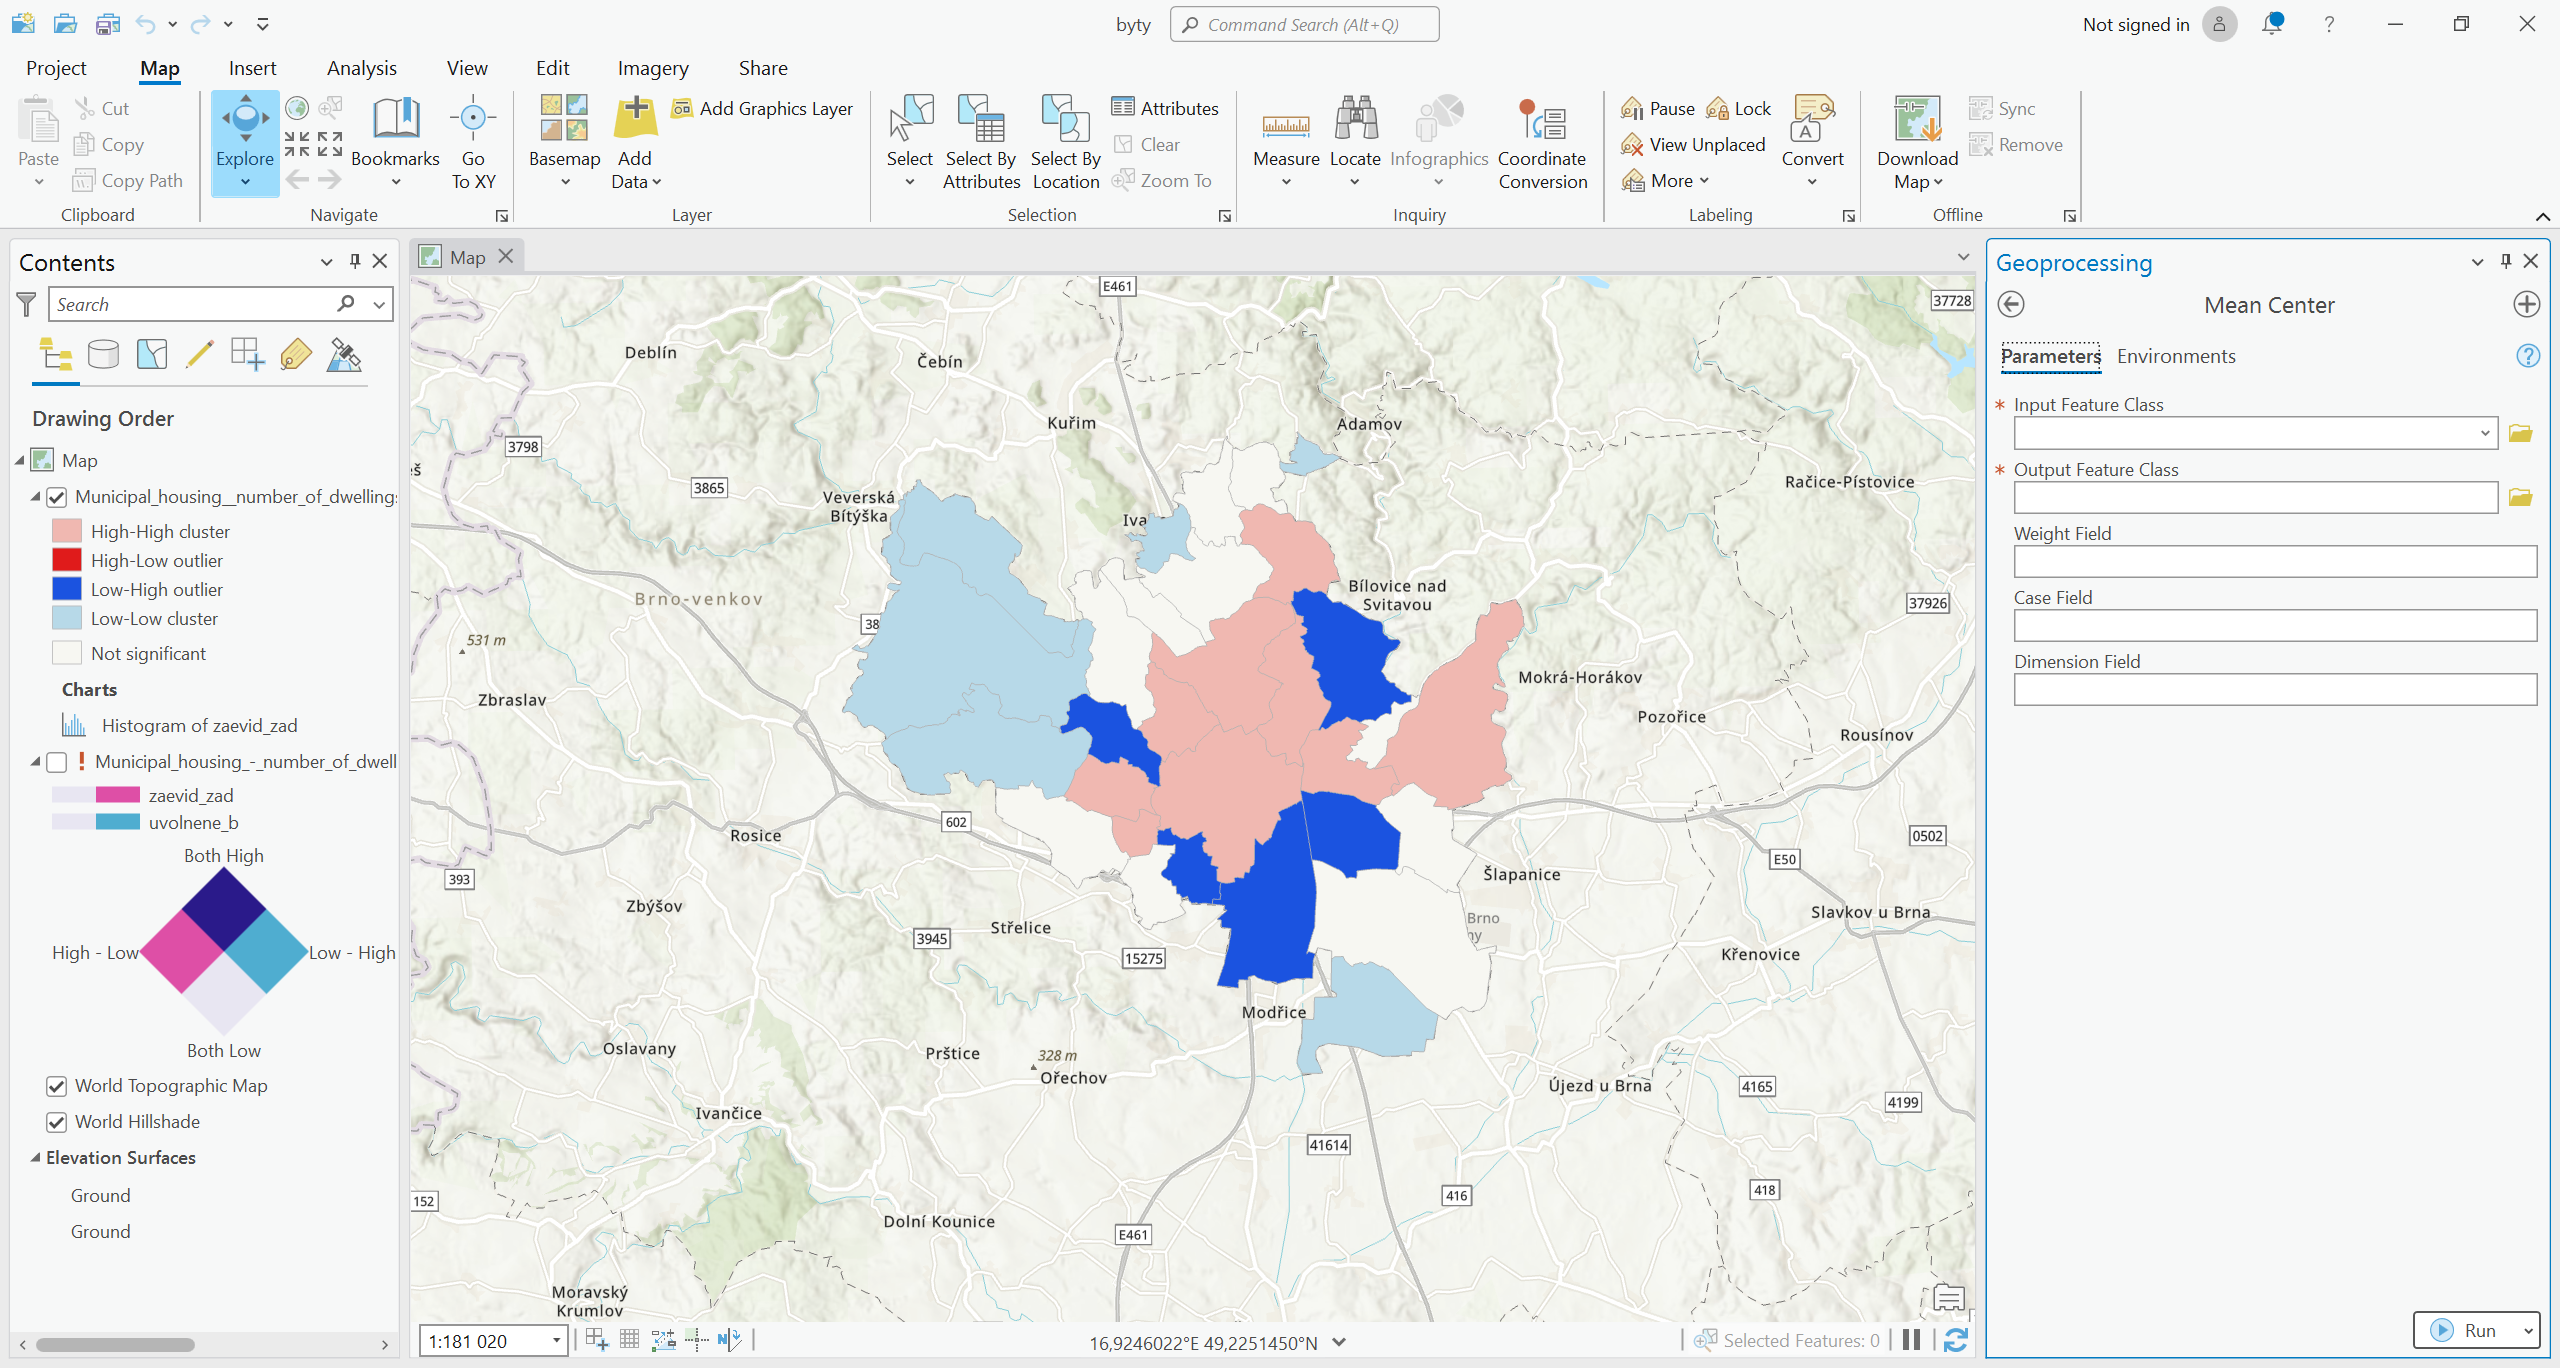 byty
Command Search (Alt+Q)
Not signed in
Project
Map
Insert
Analysis
View
Edit
Imagery
Share
Paste
Cut
Copy
Copy Path
Clipboard
Explore
Bookmarks
Go
To XY
Navigate
Basemap
Add
Data
Add Graphics Layer
Layer
Select
Select By
Attributes
Select By
Location
Attributes
Clear
Zoom To
Selection
Measure
Locate
Infographics
Coordinate
Conversion
Inquiry
Pause
Lock
View Unplaced
More
Convert
Labeling
Download
Map
Sync
Remove
Offline
Contents
Search
Drawing Order
Map
Municipal_housing__number_of_dwellings
High-High cluster
High-Low outlier
Low-High outlier
Low-Low cluster
Not significant
Charts
Histogram of zaevid_zad
! Municipal_housing_-_number_of_dwell
zaevid_zad
uvolnene_b
Both High
High - Low
Low - High
Both Low
World Topographic Map
World Hillshade
Elevation Surfaces
Ground
Ground
Map
E461
37728
Deblín
Čebín
Kuřim
Adamov
3798
3865
Veverská
Bítýška
Iva
Račice-Pístovice
Brno-venkov
Bílovice nad
Svitavou
37926
38
531 m
Zbraslav
Mokrá-Horákov
Pozořice
Rousínov
Rosice
602
0502
E50
393
Šlapanice
Zbýšov
Střelice
3945
15275
Brno
ny
Slavkov u Brna
Křenovice
Modřice
Oslavany
Prštice
328 m
Ořechov
Újezd u Brna
4165
4199
Ivančice
41614
152
416
418
Dolní Kounice
E461
Moravský
Krumlov
1:181 020
16,9246022°E 49,2251450°N
Selected Features: 0
Geoprocessing
Mean Center
Parameters
Environments
* Input Feature Class
* Output Feature Class
Weight Field
Case Field
Dimension Field
Run